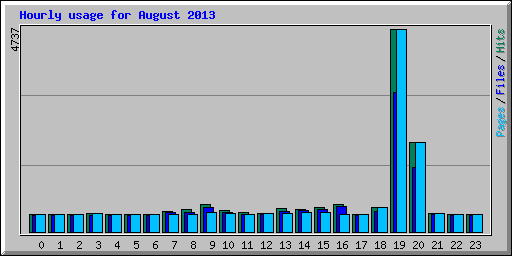 Hourly usage for August 2013
4737
Pages / Files / Hits
0 1 2 3 4 5 6 7 8 9 10 11 12 13 14 15 16 17 18 19 20 21 22 23